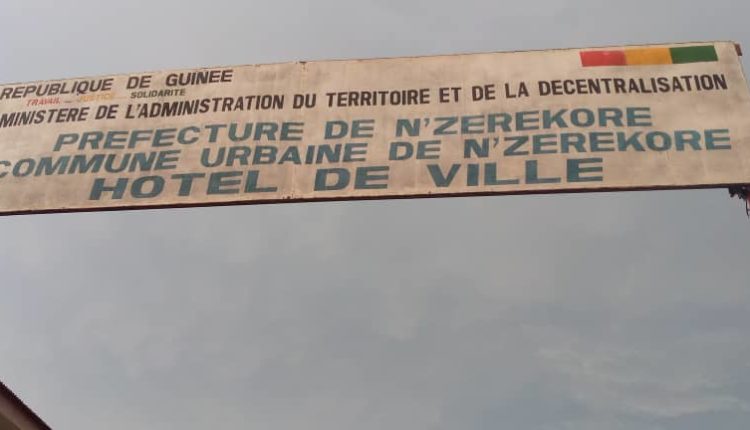 REPUBLIQUE DE GUINEE
TRAVAIL JUSTICE SOLIDARITE
MINISTERE DE L'ADMINISTRATION DU TERRITOIRE ET DE LA DECENTRALISATION
PREFECTURE DE N'ZEREKORE
COMMUNE URBAINE DE N'ZEREKORE
HOTEL DE VILLE